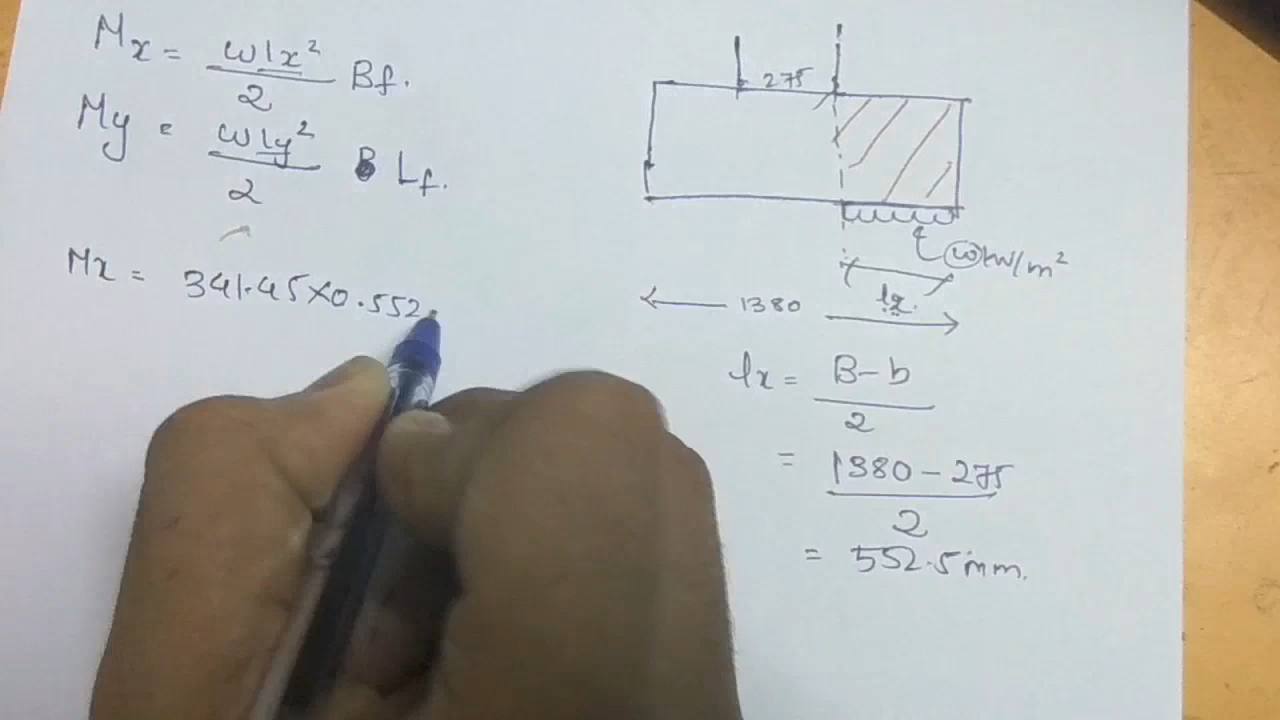 Mx = wlx² / 2 Bf.
My = wly² / 2 Lf.
Mx = 341.45×0.552
275
w kN/m²
lx.
1380
lx = B-b / 2
= 1380-275 / 2
= 552.5mm.